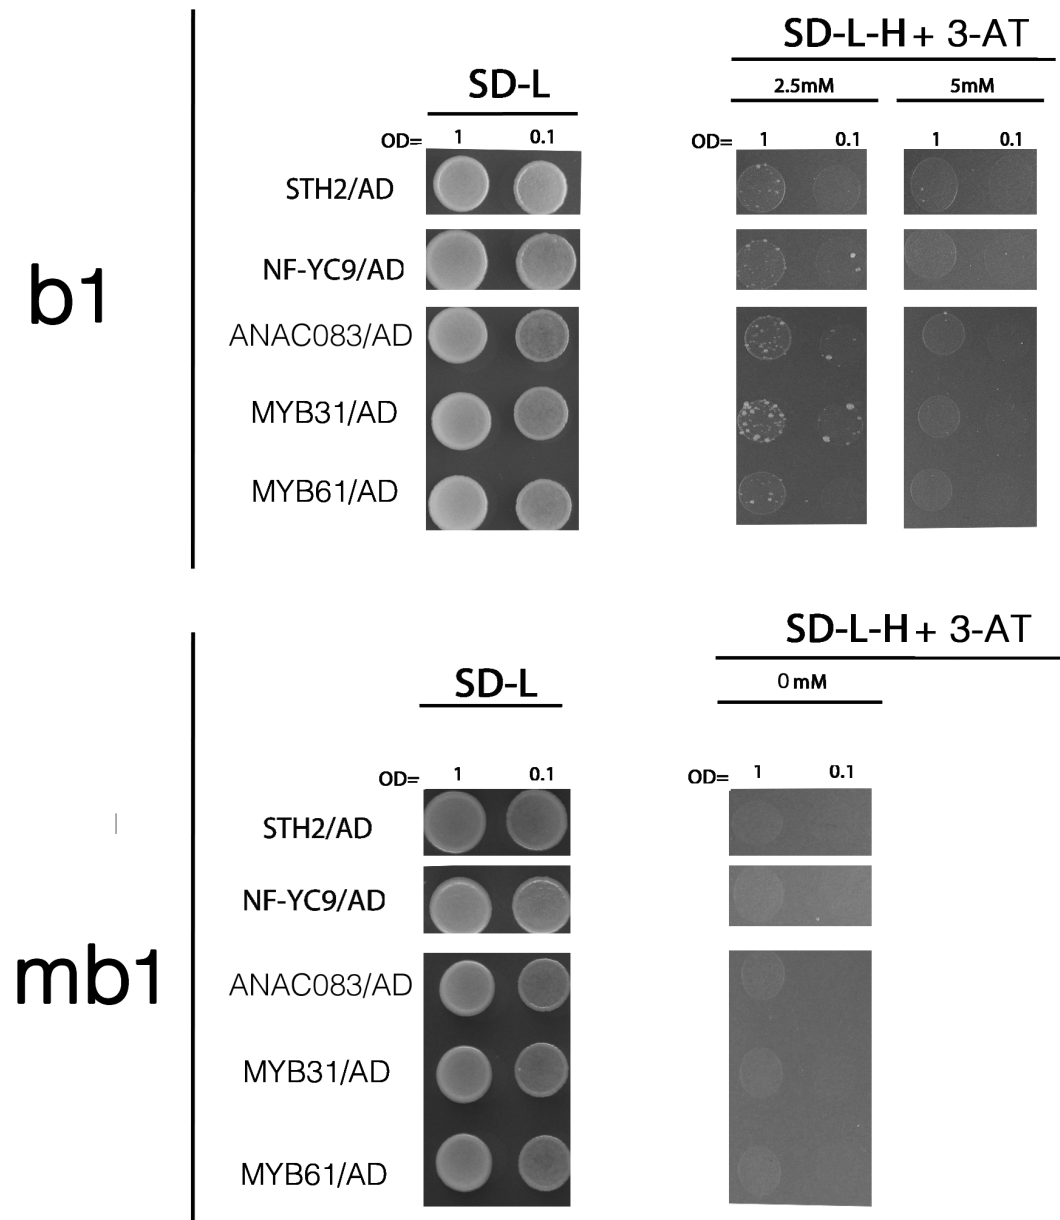 SD-L-H + 3-AT
SD-L
2.5mM 5mM
OD= 1 0.1 OD= 1 0.1 1 0.1
STH2/AD
NF-YC9/AD
b1
ANAC083/AD
MYB31/AD
MYB61/AD
SD-L-H + 3-AT
SD-L
0 mM
OD= 1 0.1 OD= 1 0.1
STH2/AD
NF-YC9/AD
mb1
ANAC083/AD
MYB31/AD
MYB61/AD